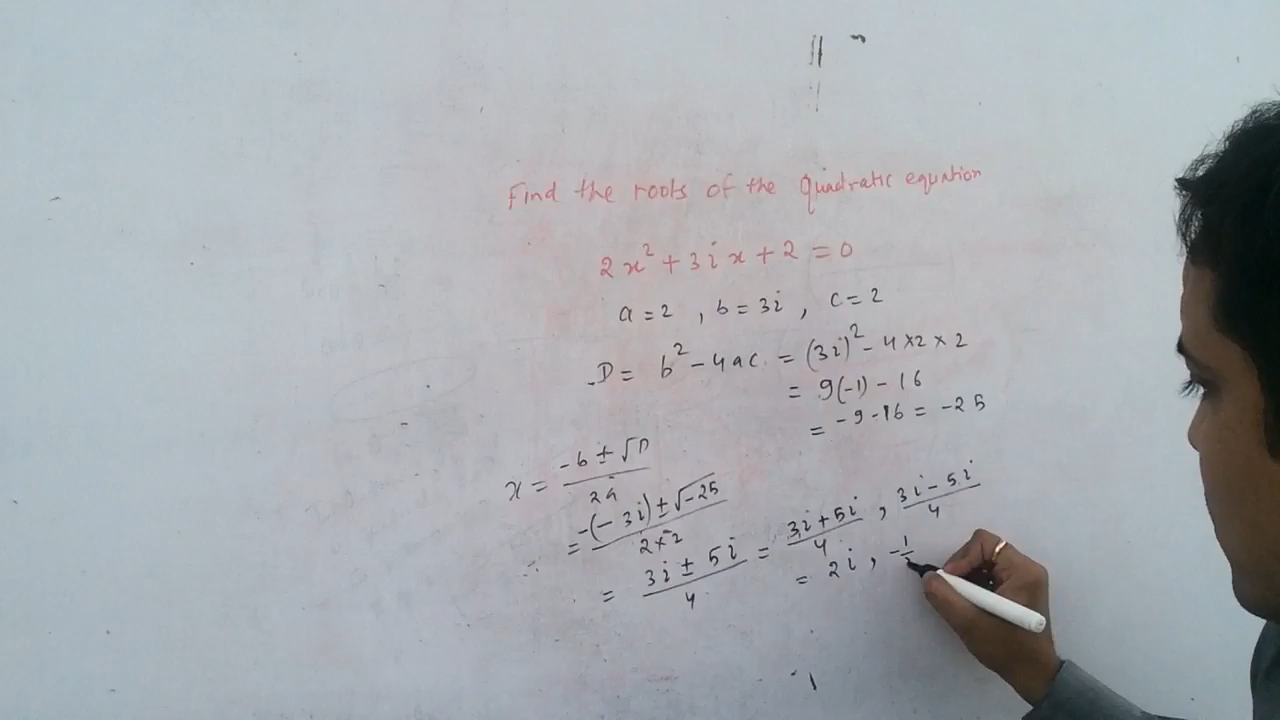 Find the roots of the quadratic equation
2x² + 3ix + 2 = 0
a = 2 , b = 3i , c = 2
D = b² - 4ac = (3i)² - 4×2×2
= 9(-1) - 16
= -9-16 = -25
x = (-b ± √D)/2a
= (-(-3i) ± √-25)/(2×2)
= (3i ± 5i)/4 = (3i+5i)/4 , (3i-5i)/4
= 2i , -1/